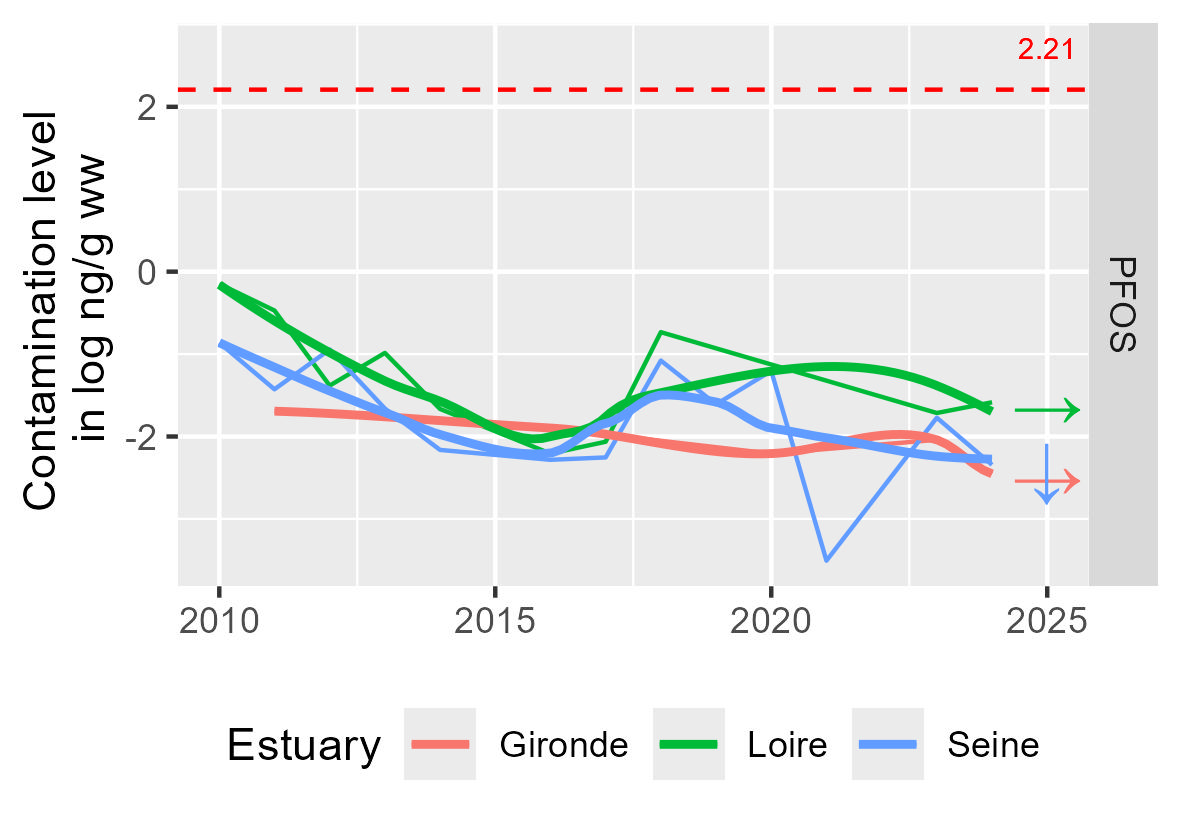 2.21
Contamination level
in log ng/g ww
2
0
-2
PFOS
2010 2015 2020 2025
Estuary Gironde Loire Seine